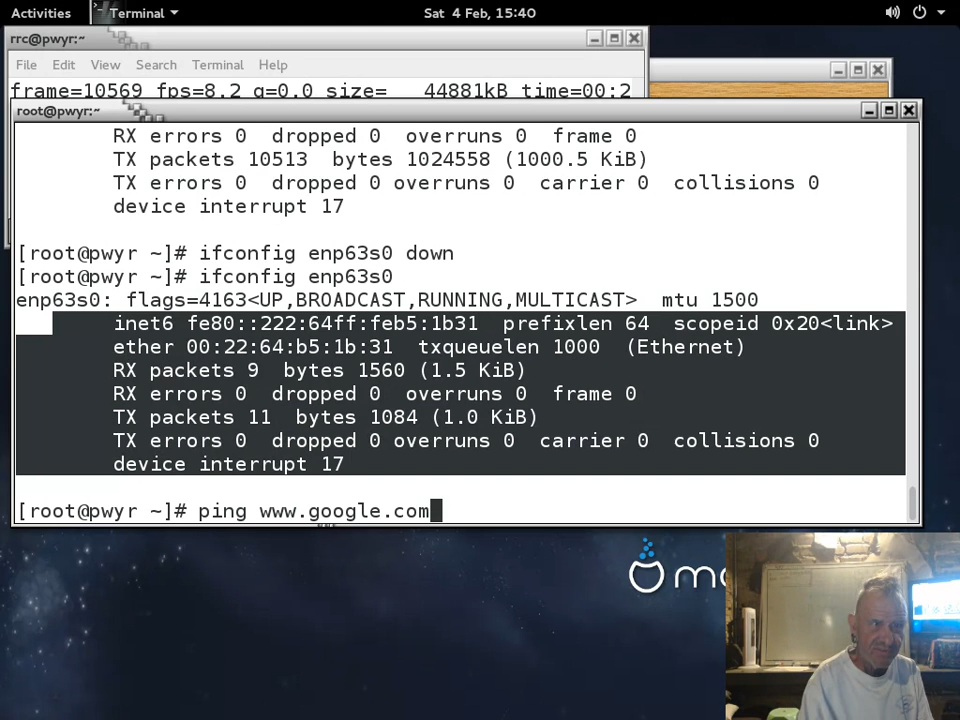 Activities Terminal Sat 4 Feb, 15:40
rrc@pwyr:~
File Edit View Search Terminal Help
frame=10569 fps=8.2 q=0.0 size= 44881kB time=00:2
root@pwyr:~
RX errors 0 dropped 0 overruns 0 frame 0
TX packets 10513 bytes 1024558 (1000.5 KiB)
TX errors 0 dropped 0 overruns 0 carrier 0 collisions 0
device interrupt 17
[root@pwyr ~]# ifconfig enp63s0 down
[root@pwyr ~]# ifconfig enp63s0
enp63s0: flags=4163<UP,BROADCAST,RUNNING,MULTICAST> mtu 1500
inet6 fe80::222:64ff:feb5:1b31 prefixlen 64 scopeid 0x20<link>
ether 00:22:64:b5:1b:31 txqueuelen 1000 (Ethernet)
RX packets 9 bytes 1560 (1.5 KiB)
RX errors 0 dropped 0 overruns 0 frame 0
TX packets 11 bytes 1084 (1.0 KiB)
TX errors 0 dropped 0 overruns 0 carrier 0 collisions 0
device interrupt 17
[root@pwyr ~]# ping www.google.com